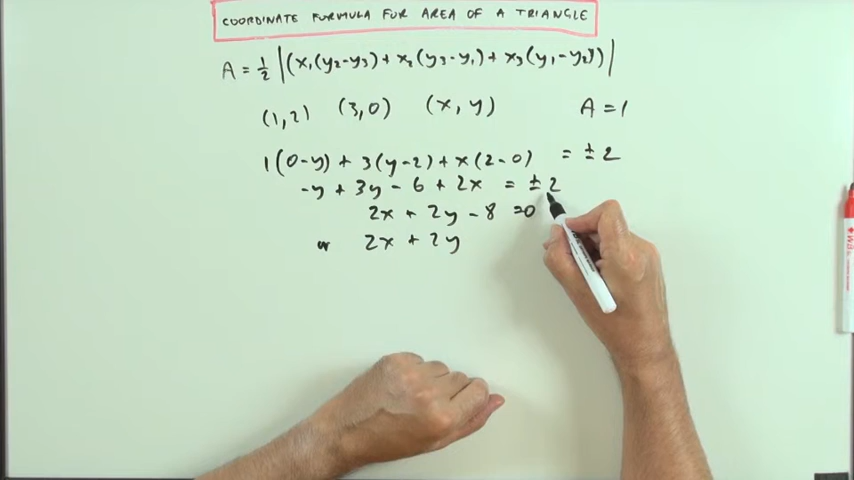 COORDINATE FORMULA FOR AREA OF A TRIANGLE
A = 1/2 |(x₁(y₂-y₃) + x₂(y₃-y₁) + x₃(y₁-y₂))|
(1,2) (3,0) (x,y) A = 1
1(0-y) + 3(y-2) + x(2-0) = ±2
-y + 3y - 6 + 2x = ±2
2x + 2y - 8 = 0
or 2x + 2y